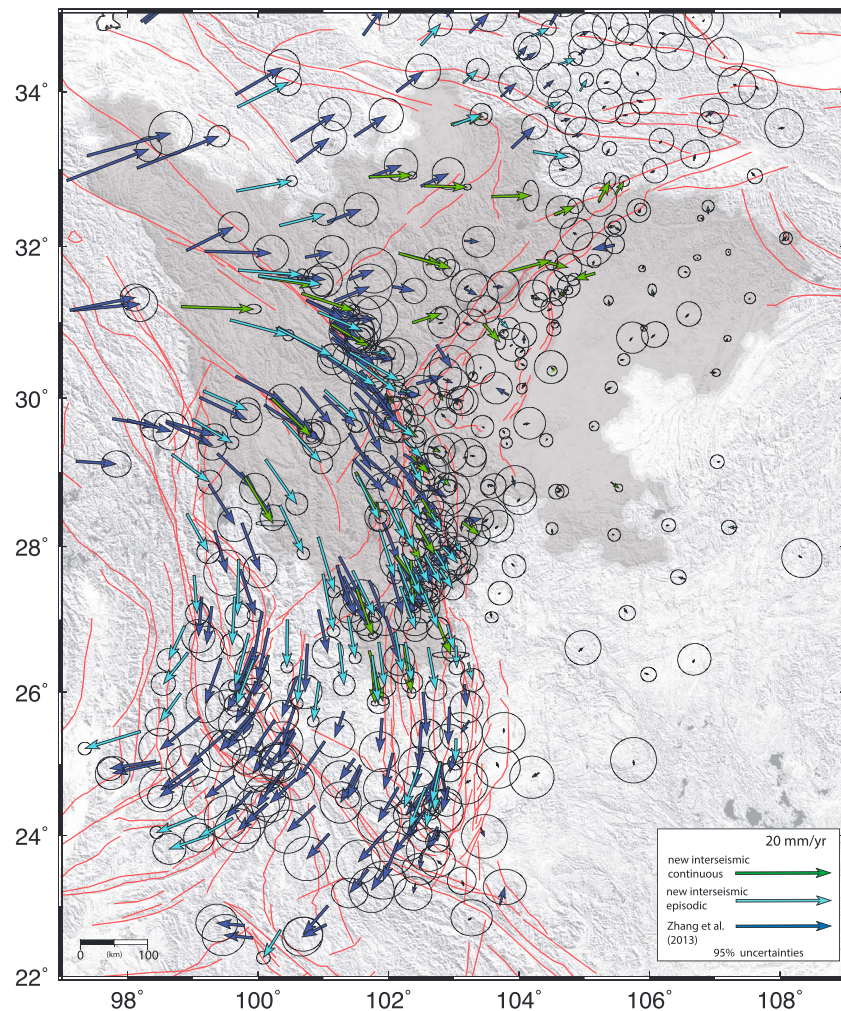 34°
32°
30°
28°
26°
24°
22°
98°
100°
102°
104°
106°
108°
0
100
(km)
20 mm/yr
new interseismic
continuous
new interseismic
episodic
Zhang et al.
(2013)
95% uncertainties